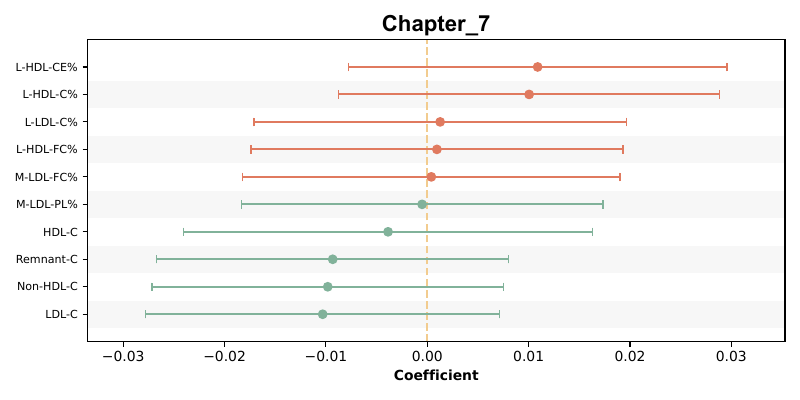 Chapter_7
L-HDL-CE%
L-HDL-C%
L-LDL-C%
L-HDL-FC%
M-LDL-FC%
M-LDL-PL%
HDL-C
Remnant-C
Non-HDL-C
LDL-C
−0.03 −0.02 −0.01 0.00 0.01 0.02 0.03
Coefficient